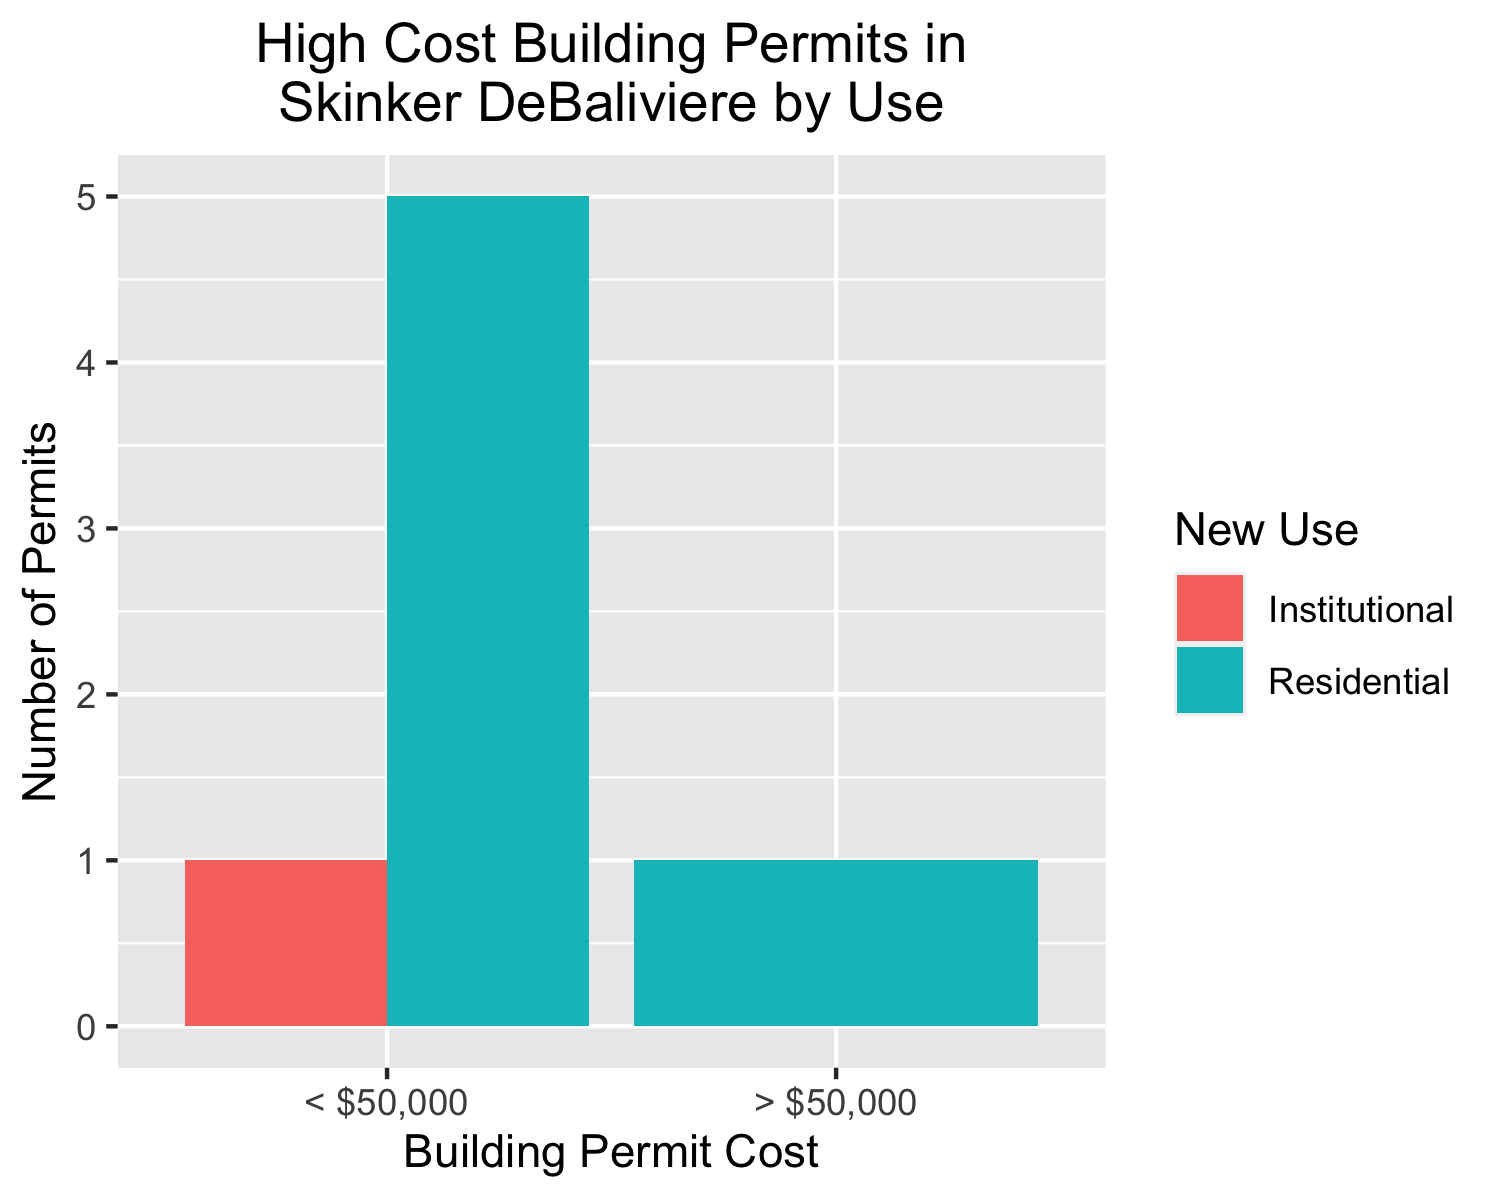 High Cost Building Permits in
Skinker DeBaliviere by Use
Number of Permits
5
4
3
2
1
0
< $50,000
> $50,000
Building Permit Cost
New Use
Institutional
Residential